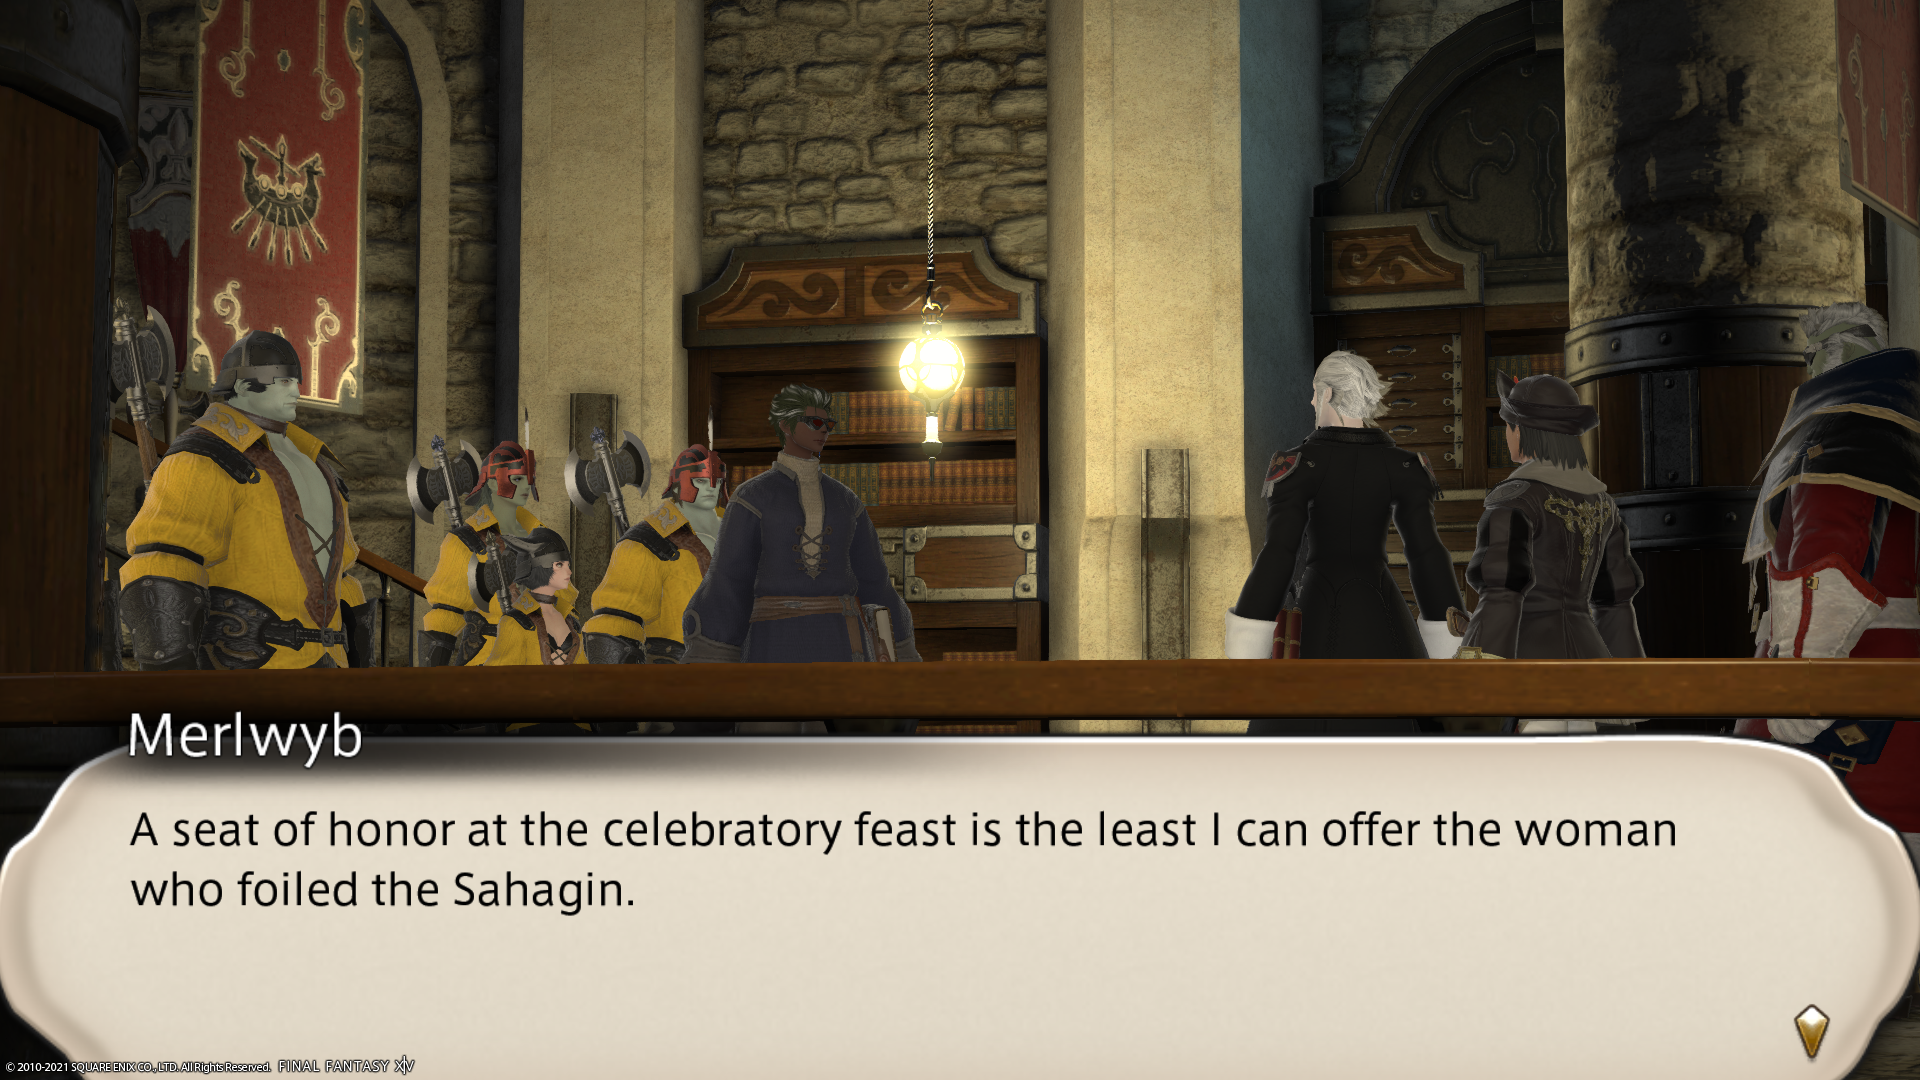 Merlwyb
A seat of honor at the celebratory feast is the least I can offer the woman
who foiled the Sahagin.
© 2010-2021 SQUARE ENIX CO., LTD. All Rights Reserved. FINAL FANTASY XIV